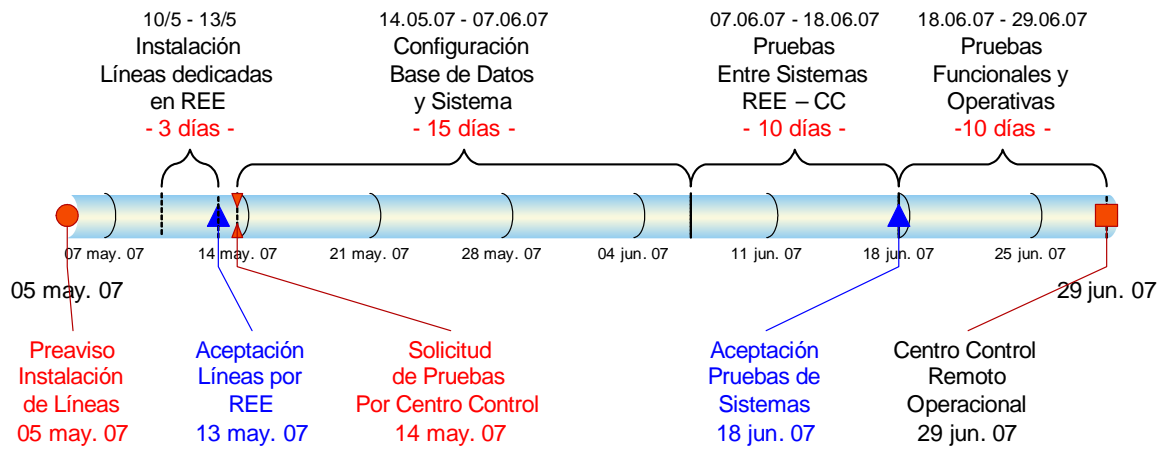 10/5 - 13/5
Instalación
Líneas dedicadas
en REE
- 3 días -
14.05.07 - 07.06.07
Configuración
Base de Datos
y Sistema
- 15 días -
07.06.07 - 18.06.07
Pruebas
Entre Sistemas
REE – CC
- 10 días -
18.06.07 - 29.06.07
Pruebas
Funcionales y
Operativas
-10 días -
07 may. 07
14 may. 07
21 may. 07
28 may. 07
04 jun. 07
11 jun. 07
18 jun. 07
25 jun. 07
05 may. 07
29 jun. 07
Preaviso
Instalación
de Líneas
05 may. 07
Aceptación
Líneas por
REE
13 may. 07
Solicitud
de Pruebas
Por Centro Control
14 may. 07
Aceptación
Pruebas de
Sistemas
18 jun. 07
Centro Control
Remoto
Operacional
29 jun. 07